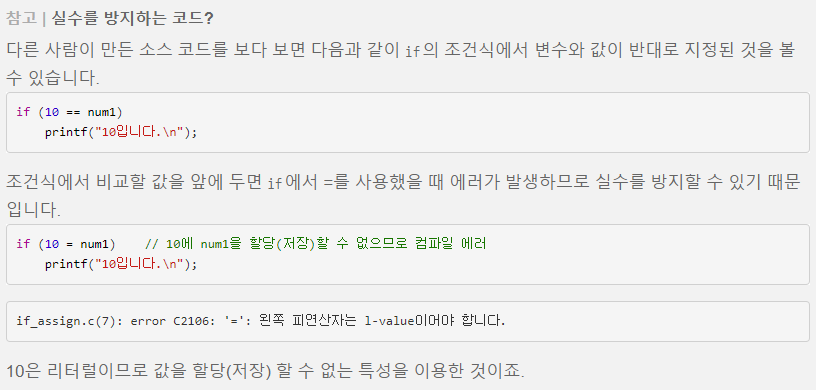 참고 | 실수를 방지하는 코드?
다른 사람이 만든 소스 코드를 보다 보면 다음과 같이 if의 조건식에서 변수와 값이 반대로 지정된 것을 볼
수 있습니다.
if (10 == num1)
    printf("10입니다.\n");
조건식에서 비교할 값을 앞에 두면 if에서 =를 사용했을 때 에러가 발생하므로 실수를 방지할 수 있기 때문
입니다.
if (10 = num1)    // 10에 num1을 할당(저장)할 수 없으므로 컴파일 에러
    printf("10입니다.\n");
if_assign.c(7): error C2106: '=': 왼쪽 피연산자는 l-value이어야 합니다.
10은 리터럴이므로 값을 할당(저장) 할 수 없는 특성을 이용한 것이죠.